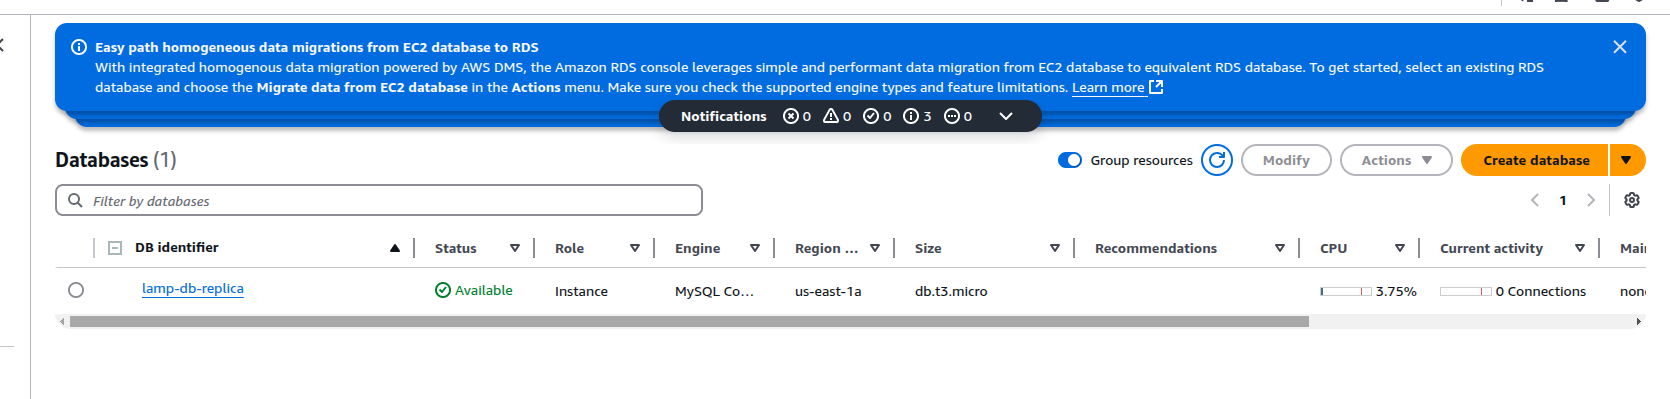 Easy path homogeneous data migrations from EC2 database to RDS
With integrated homogenous data migration powered by AWS DMS, the Amazon RDS console leverages simple and performant data migration from EC2 database to equivalent RDS database. To get started, select an existing RDS
database and choose the Migrate data from EC2 database in the Actions menu. Make sure you check the supported engine types and feature limitations. Learn more
Notifications 0 0 0 3 0
Databases (1) Group resources Modify Actions Create database
Filter by databases 1
DB identifier Status Role Engine Region ... Size Recommendations CPU Current activity
lamp-db-replica Available Instance MySQL Co... us-east-1a db.t3.micro 3.75% 0 Connections